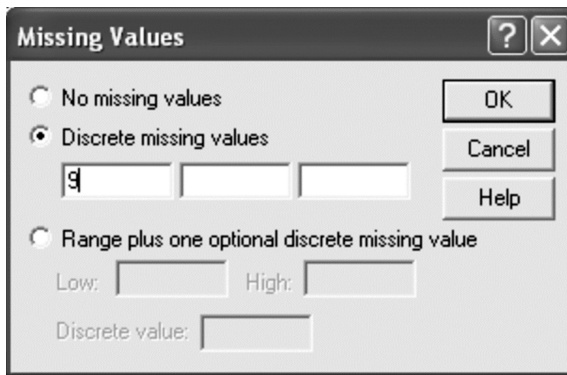 Missing Values
No missing values
OK
Discrete missing values
Cancel
9
Help
Range plus one optional discrete missing value
Low: High:
Discrete value: